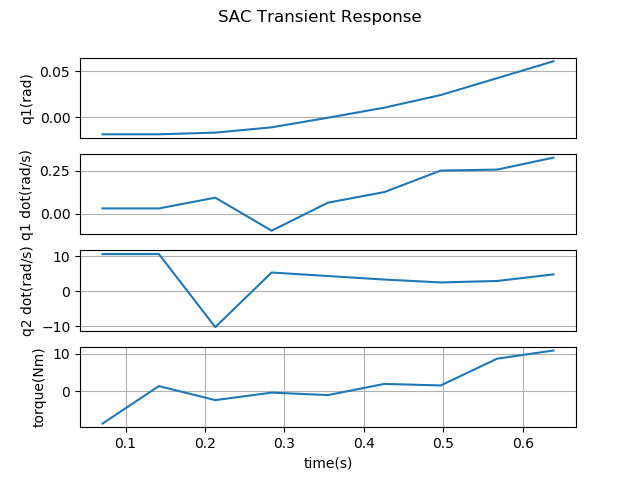 SAC Transient Response
0.05
0.00
q1(rad)
0.25
0.00
q1 dot(rad/s)
10
0
−10
q2 dot(rad/s)
10
0
torque(Nm)
0.1 0.2 0.3 0.4 0.5 0.6
time(s)